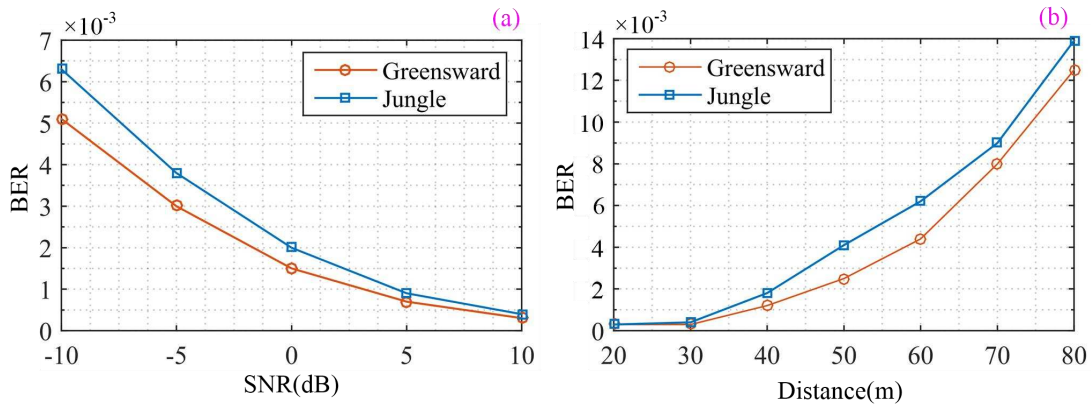 (a)
×10⁻³
7
6
5
4
3
2
1
0
BER
Greensward
Jungle
-10 -5 0 5 10
SNR(dB)
(b)
×10⁻³
14
12
10
8
6
4
2
0
BER
Greensward
Jungle
20 30 40 50 60 70 80
Distance(m)